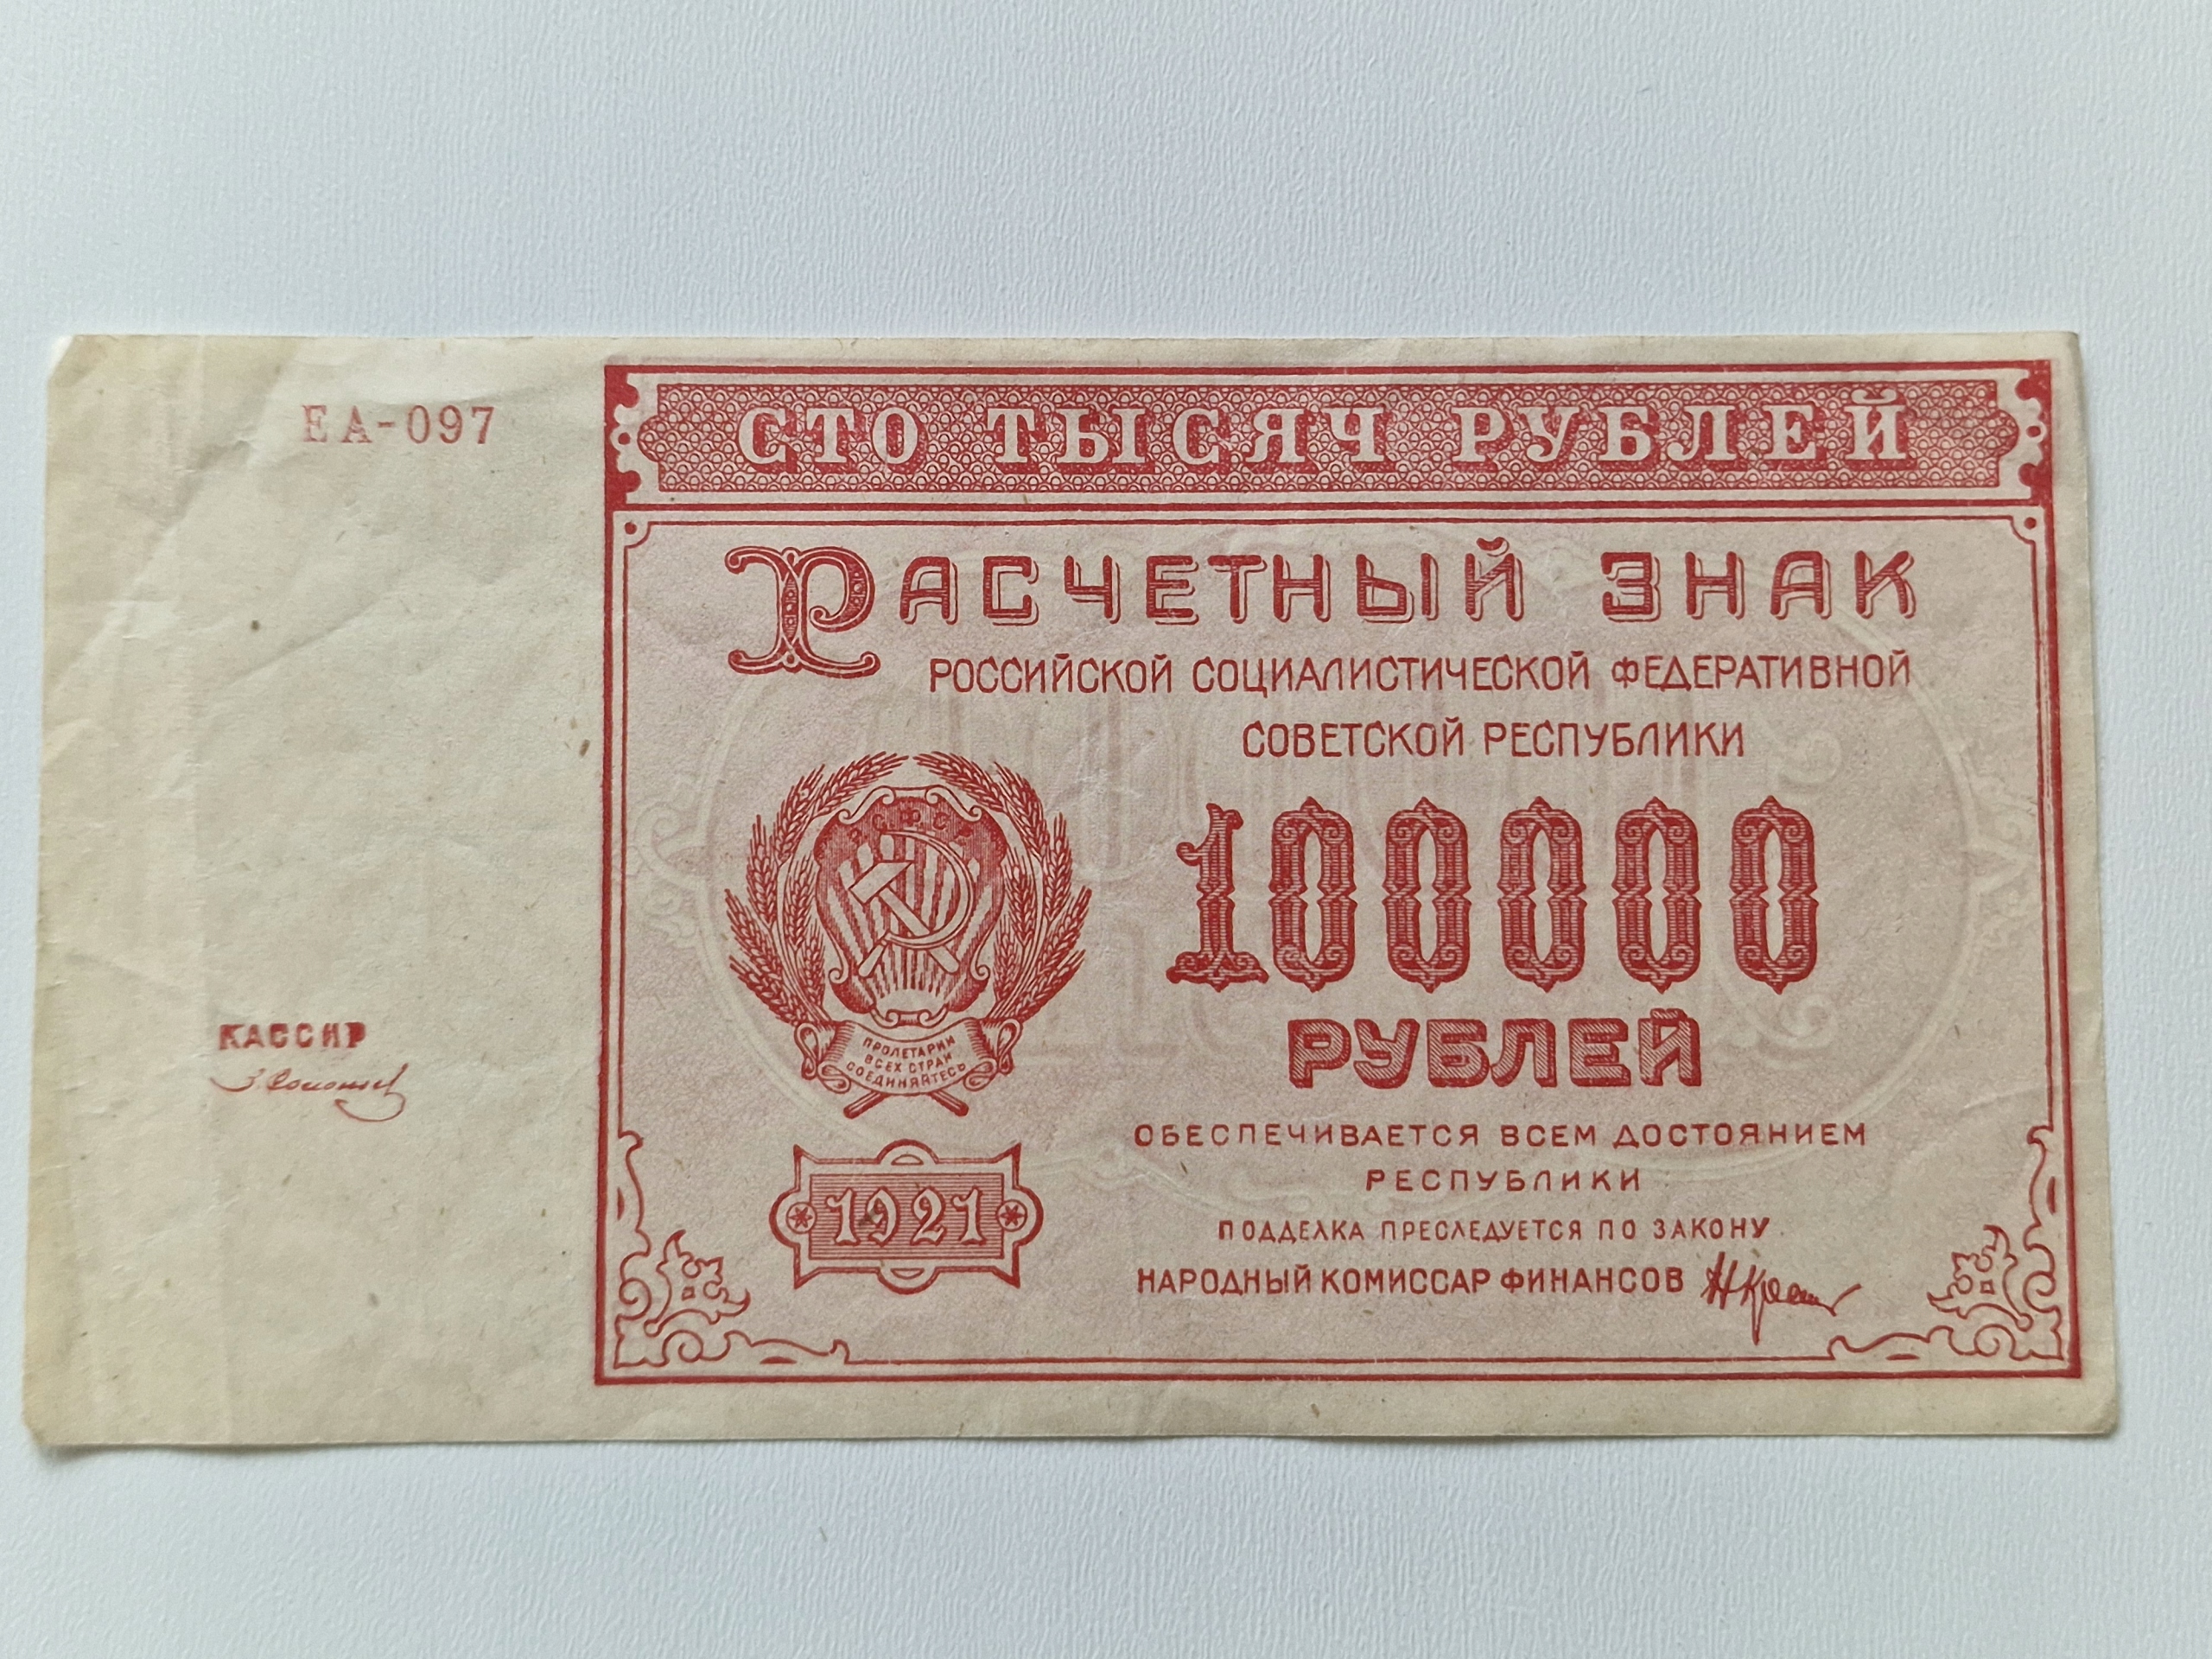 ЕА-097
СТО ТЫСЯЧ РУБЛЕЙ
РАСЧЕТНЫЙ ЗНАК
РОССИЙСКОЙ СОЦИАЛИСТИЧЕСКОЙ ФЕДЕРАТИВНОЙ
СОВЕТСКОЙ РЕСПУБЛИКИ
Р.С.Ф.С.Р.
100000
РУБЛЕЙ
ПРОЛЕТАРИИ
ВСЕХ СТРАН
СОЕДИНЯЙТЕСЬ
КАССИР
1921
ОБЕСПЕЧИВАЕТСЯ ВСЕМ ДОСТОЯНИЕМ
РЕСПУБЛИКИ
ПОДДЕЛКА ПРЕСЛЕДУЕТСЯ ПО ЗАКОНУ
НАРОДНЫЙ КОМИССАР ФИНАНСОВ